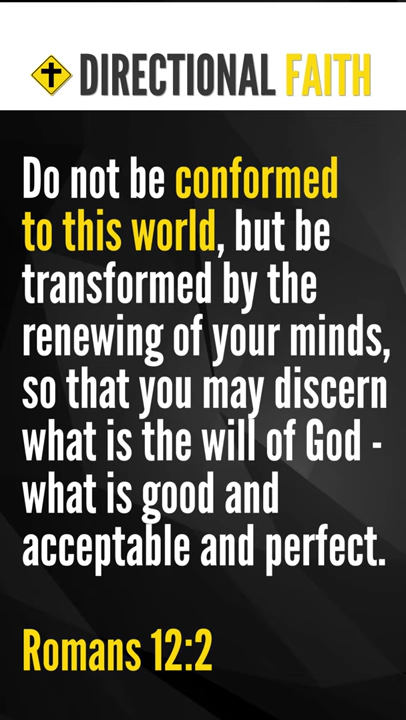 DIRECTIONAL FAITH
Do not be conformed
to this world, but be
transformed by the
renewing of your minds,
so that you may discern
what is the will of God -
what is good and
acceptable and perfect.
Romans 12:2